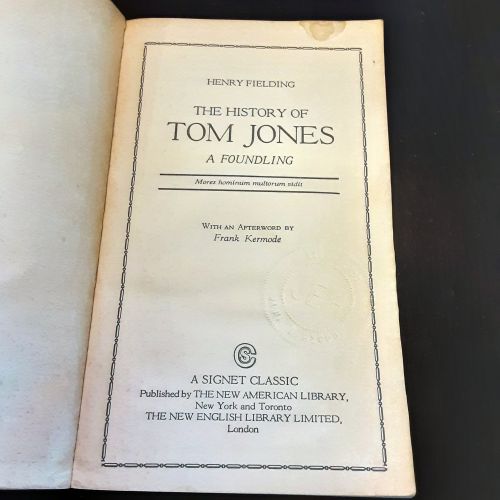 HENRY FIELDING
THE HISTORY OF
TOM JONES
A FOUNDLING
Mores hominum multorum vidit
WITH AN AFTERWORD BY
Frank Kermode
SC
A SIGNET CLASSIC
Published by THE NEW AMERICAN LIBRARY,
New York and Toronto
THE NEW ENGLISH LIBRARY LIMITED,
London